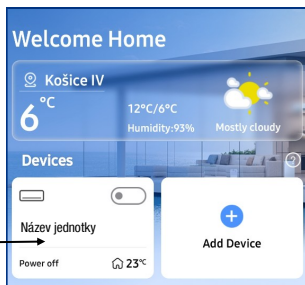 Welcome Home
Košice IV
6°C
12°C/6°C
Humidity:93%
Mostly cloudy
Devices
Název jednotky
Power off
23°C
Add Device